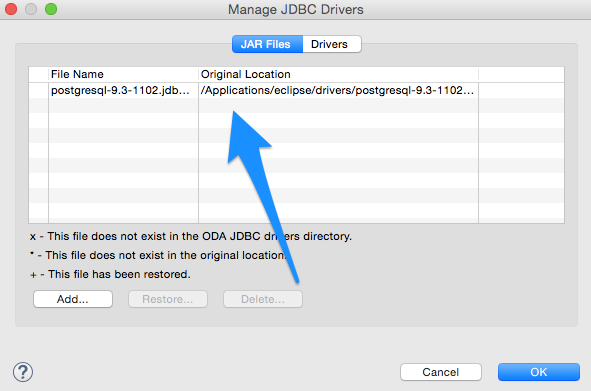 Manage JDBC Drivers
JAR Files Drivers
File Name Original Location
postgresql-9.3-1102.jdb... /Applications/eclipse/drivers/postgresql-9.3-1102...
x - This file does not exist in the ODA JDBC drivers directory.
* - This file does not exist in the original location.
+ - This file has been restored.
Add... Restore... Delete...
? Cancel OK